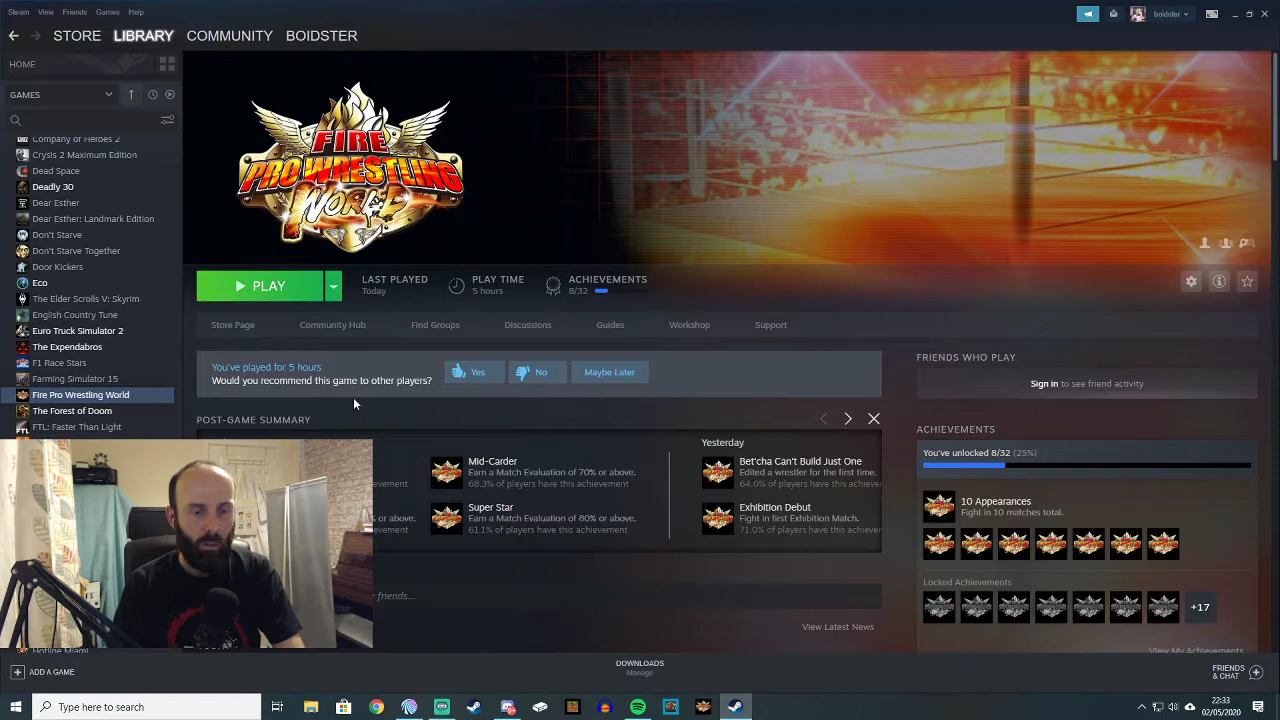 Steam View Friends Games Help
boidster
STORE LIBRARY COMMUNITY BOIDSTER
HOME
GAMES
Company of Heroes 2
Crysis 2 Maximum Edition
Dead Space
Deadly 30
Dear Esther
Dear Esther: Landmark Edition
Don't Starve
Don't Starve Together
Door Kickers
Eco
The Elder Scrolls V: Skyrim
English Country Tune
Euro Truck Simulator 2
The Expendabros
F1 Race Stars
Farming Simulator 15
Fire Pro Wrestling World
The Forest of Doom
FTL: Faster Than Light
Hotline Miami
ADD A GAME
FIRE
PRO WRESTLING
WORLD
PLAY
LAST PLAYED
Today
PLAY TIME
5 hours
ACHIEVEMENTS
8/32
Store Page Community Hub Find Groups Discussions Guides Workshop Support
You've played for 5 hours
Would you recommend this game to other players?
Yes No Maybe Later
POST-GAME SUMMARY
Mid-Carder
Earn a Match Evaluation of 70% or above.
68.3% of players have this achievement
Super Star
Earn a Match Evaluation of 80% or above.
61.1% of players have this achievement
Yesterday
Bet'cha Can't Build Just One
Edited a wrestler for the first time.
64.0% of players have this achievem
Exhibition Debut
Fight in first Exhibition Match.
71.0% of players have this achievem
r friends...
View Latest News
FRIENDS WHO PLAY
Sign in to see friend activity
ACHIEVEMENTS
You've unlocked 8/32 (25%)
10 Appearances
Fight in 10 matches total.
Locked Achievements
+17
View My Achievements
DOWNLOADS
Manage
FRIENDS
& CHAT
Type here to search
22:33
02/05/2020